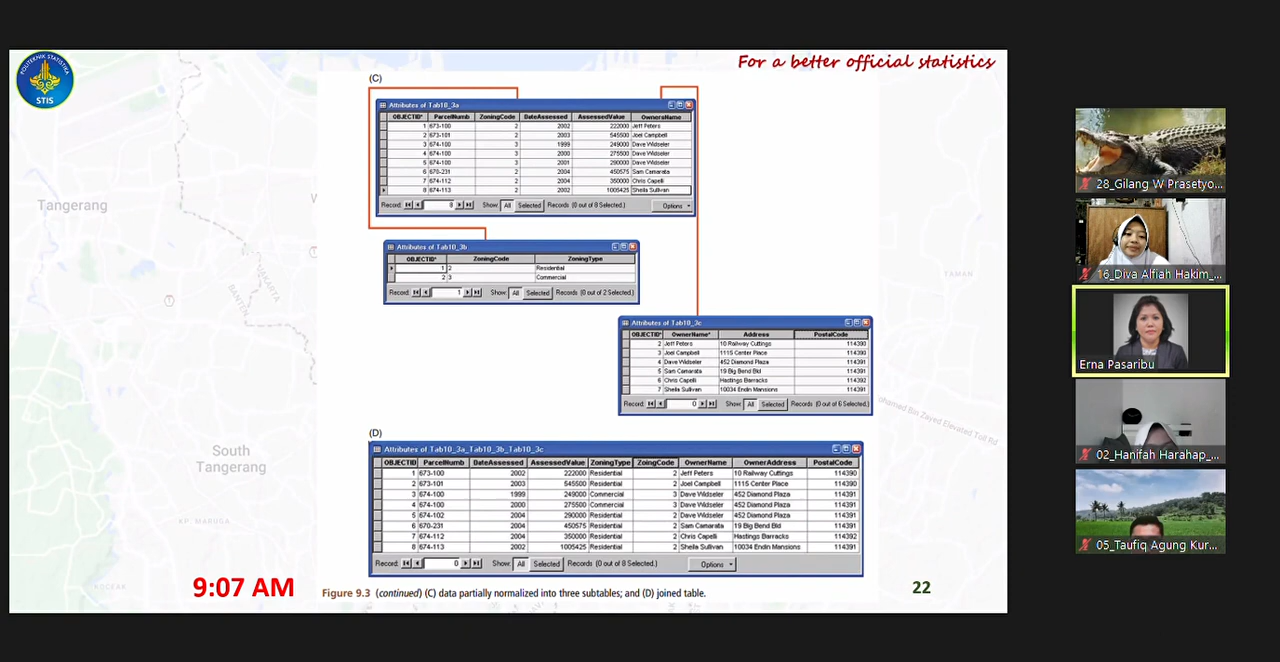 POLITEKNIK STATISTIKA
STIS
For a better official statistics
(C)
Attributes of Tab10_3a
OBJECTID* ParcelNumb ZoningCode DateAssessed AssessedValue OwnersName
1 673-100 2 2002 222000 Jeff Peters
2 673-101 2 2003 545500 Joel Campbell
3 674-100 3 1999 249000 Dave Widseler
4 674-100 3 2000 275500 Dave Widseler
5 674-100 3 2001 290000 Dave Widseler
6 670-231 2 2004 450575 Sam Camarata
7 674-112 2 2004 350000 Chris Capelli
8 674-113 2 2002 1005425 Sheila Sullivan
Record: 8 Show: All Selected Records (0 out of 8 Selected.) Options
Attributes of Tab10_3b
OBJECTID* ZoningCode ZoningType
1 2 Residential
2 3 Commercial
Record: 1 Show: All Selected Records (0 out of 2 Selected.)
Attributes of Tab10_3c
OBJECTID* OwnerName* Address PostalCode
2 Jeff Peters 10 Railway Cuttings 114390
3 Joel Campbell 1115 Center Place 114390
4 Dave Widseler 452 Diamond Plaza 114391
5 Sam Camarata 19 Big Bend Bld 114391
6 Chris Capelli Hastings Barracks 114392
7 Sheila Sullivan 10034 Endin Mansions 114391
Record: 0 Show: All Selected Records (0 out of 6 Selected.)
(D)
Attributes of Tab10_3a_Tab10_3b_Tab10_3c
OBJECTID ParcelNumb DateAssessed AssessedValue ZoningType ZoingCode OwnerName OwnerAddress PostalCode
1 673-100 2002 222000 Residential 2 Jeff Peters 10 Railway Cuttings 114390
2 673-101 2003 545500 Residential 2 Joel Campbell 1115 Center Place 114390
3 674-100 1999 249000 Commercial 3 Dave Widseler 452 Diamond Plaza 114391
4 674-100 2000 275500 Commercial 3 Dave Widseler 452 Diamond Plaza 114391
5 674-102 2004 290000 Residential 2 Dave Widseler 452 Diamond Plaza 114391
6 670-231 2004 450575 Residential 2 Sam Camarata 19 Big Bend Bld 114391
7 674-112 2004 350000 Residential 2 Chris Capelli Hastings Barracks 114392
8 674-113 2002 1005425 Residential 2 Sheila Sullivan 10034 Endin Mansions 114391
Record: 0 Show: All Selected Records (0 out of 8 Selected.) Options
Figure 9.3 (continued) (C) data partially normalized into three subtables; and (D) joined table.
9:07 AM
22
Tangerang
South
Tangerang
BANTEN
JAKARTA
KP. MARUGA
TAMAN
Mohamed Bin Zayed Elevated Toll Rd
28_Gilang W Prasetyo...
16_Diva Alfiah Hakim_...
Erna Pasaribu
02_Hanifah Harahap_...
05_Taufiq Agung Kur...